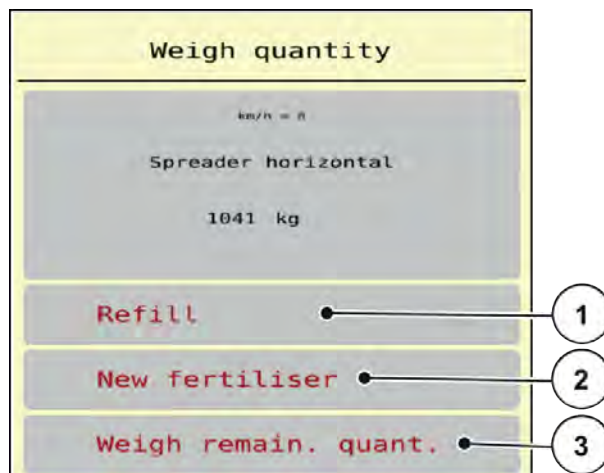 Weigh quantity
km/h = 0
Spreader horizontal
1041 kg
Refill
1
New fertiliser
2
Weigh remain. quant.
3